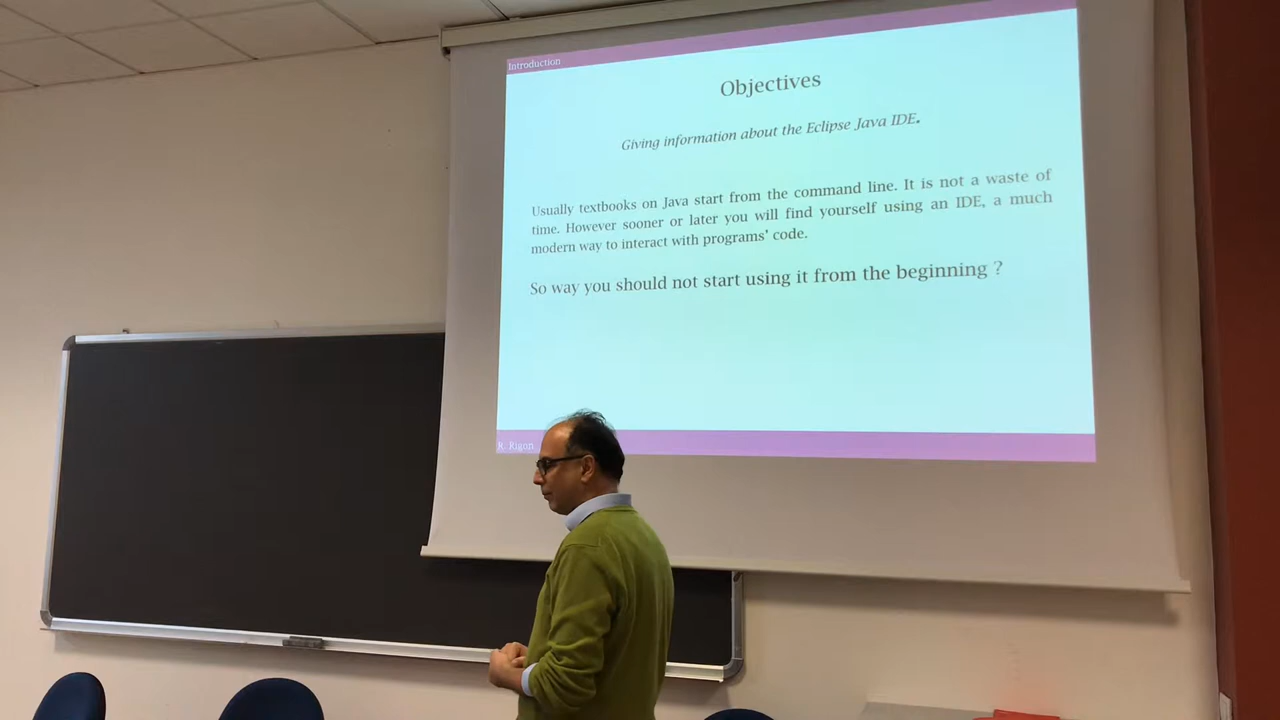 Introduction
Objectives
Giving information about the Eclipse Java IDE.
Usually textbooks on Java start from the command line. It is not a waste of
time. However sooner or later you will find yourself using an IDE, a much
modern way to interact with programs' code.
So way you should not start using it from the beginning ?
R. Rigon